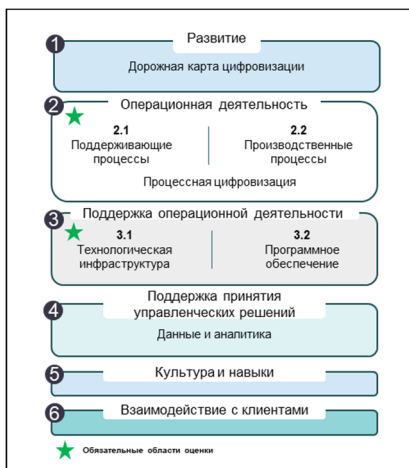 1
Развитие
Дорожная карта цифровизации
2
Операционная деятельность
2.1
Поддерживающие
процессы
2.2
Производственные
процессы
Процессная цифровизация
3
Поддержка операционной деятельности
3.1
Технологическая
инфраструктура
3.2
Программное
обеспечение
4
Поддержка принятия
управленческих решений
Данные и аналитика
5
Культура и навыки
6
Взаимодействие с клиентами
Обязательные области оценки